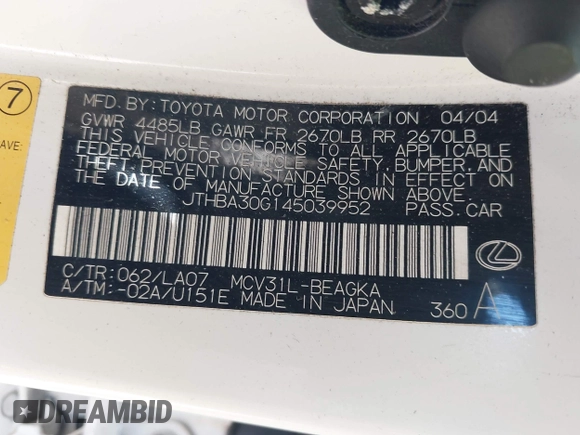 7
AVE:
MFD. BY: TOYOTA MOTOR CORPORATION 04/04
GVWR 4485LB GAWR FR 2670LB RR 2670LB
THIS VEHICLE CONFORMS TO ALL APPLICABLE
FEDERAL MOTOR VEHICLE SAFETY, BUMPER, AND
THEFT PREVENTION STANDARDS IN EFFECT ON
THE DATE OF MANUFACTURE SHOWN ABOVE.
JTHBA30G145039952 PASS. CAR
C/TR: 062/LA07 MCV31L-BEAGKA
A/TM: -02A/U151E MADE IN JAPAN 360 A
DREAMBID